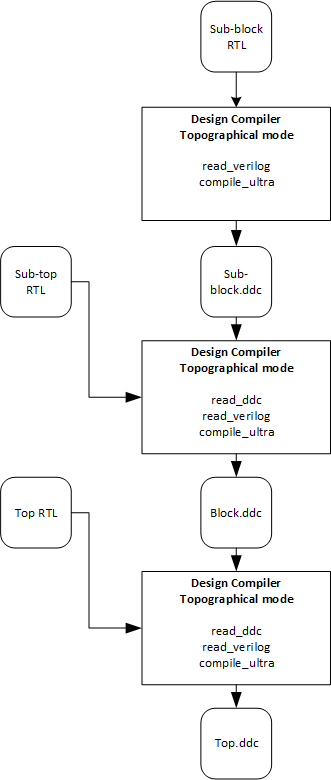 Sub-block
RTL
Design Compiler
Topographical mode
read_verilog
compile_ultra
Sub-top
RTL
Sub-
block.ddc
Design Compiler
Topographical mode
read_ddc
read_verilog
compile_ultra
Top RTL
Block.ddc
Design Compiler
Topographical mode
read_ddc
read_verilog
compile_ultra
Top.ddc